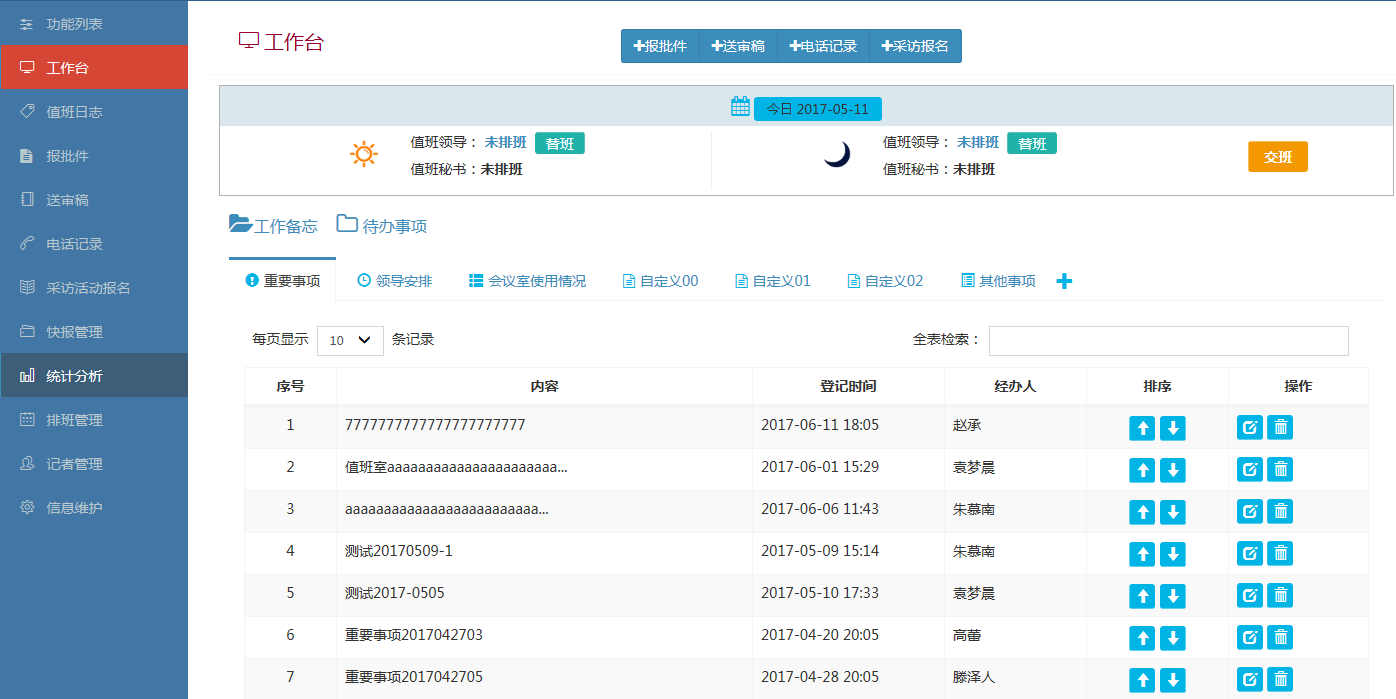 功能列表
工作台
值班日志
报批件
送审稿
电话记录
采访活动报名
快报管理
统计分析
排班管理
记者管理
信息维护
工作台
报批件 送审稿 电话记录 采访报名
今日 2017-05-11
值班领导： 未排班 替班
值班秘书：未排班
值班领导： 未排班 替班
值班秘书：未排班
交班
工作备忘 待办事项
重要事项 领导安排 会议室使用情况 自定义00 自定义01 自定义02 其他事项
每页显示 10 条记录 全表检索：
序号 内容 登记时间 经办人 排序 操作
1 7777777777777777777777 2017-06-11 18:05 赵承
2 值班室aaaaaaaaaaaaaaaaaaaaaa... 2017-06-01 15:29 袁梦晨
3 aaaaaaaaaaaaaaaaaaaaaaaaa... 2017-06-06 11:43 朱慕南
4 测试20170509-1 2017-05-09 15:14 朱慕南
5 测试2017-0505 2017-05-10 17:33 袁梦晨
6 重要事项2017042703 2017-04-20 20:05 高蕾
7 重要事项2017042705 2017-04-28 20:05 滕泽人